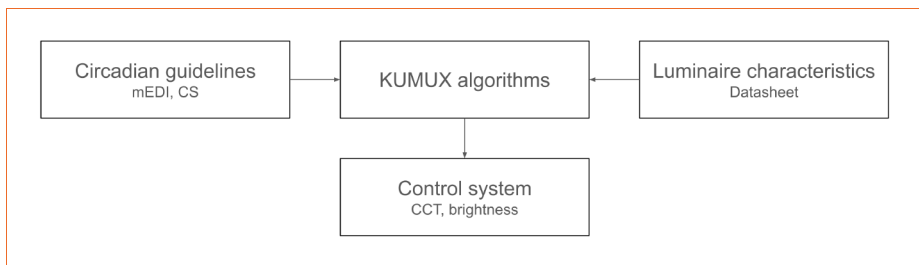 Circadian guidelines
mEDI, CS
KUMUX algorithms
Luminaire characteristics
Datasheet
Control system
CCT, brightness